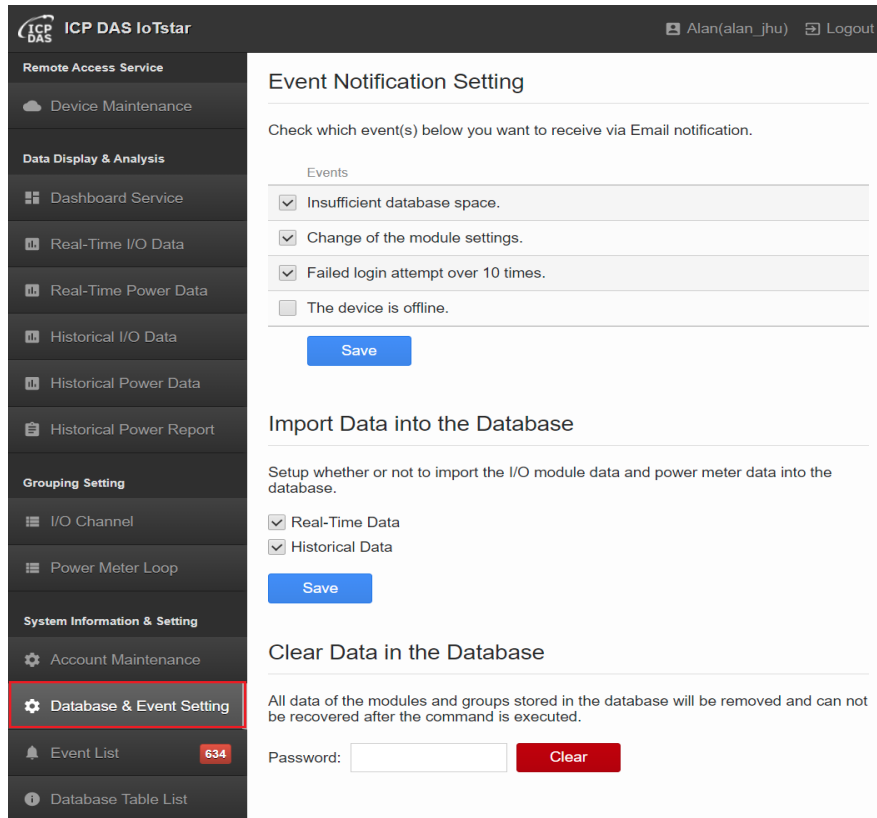 ICP DAS
ICP DAS IoTstar
Alan(alan_jhu)
Logout
Remote Access Service
Device Maintenance
Data Display & Analysis
Dashboard Service
Real-Time I/O Data
Real-Time Power Data
Historical I/O Data
Historical Power Data
Historical Power Report
Grouping Setting
I/O Channel
Power Meter Loop
System Information & Setting
Account Maintenance
Database & Event Setting
Event List 634
Database Table List
Event Notification Setting
Check which event(s) below you want to receive via Email notification.
Events
Insufficient database space.
Change of the module settings.
Failed login attempt over 10 times.
The device is offline.
Save
Import Data into the Database
Setup whether or not to import the I/O module data and power meter data into the
database.
Real-Time Data
Historical Data
Save
Clear Data in the Database
All data of the modules and groups stored in the database will be removed and can not
be recovered after the command is executed.
Password:
Clear